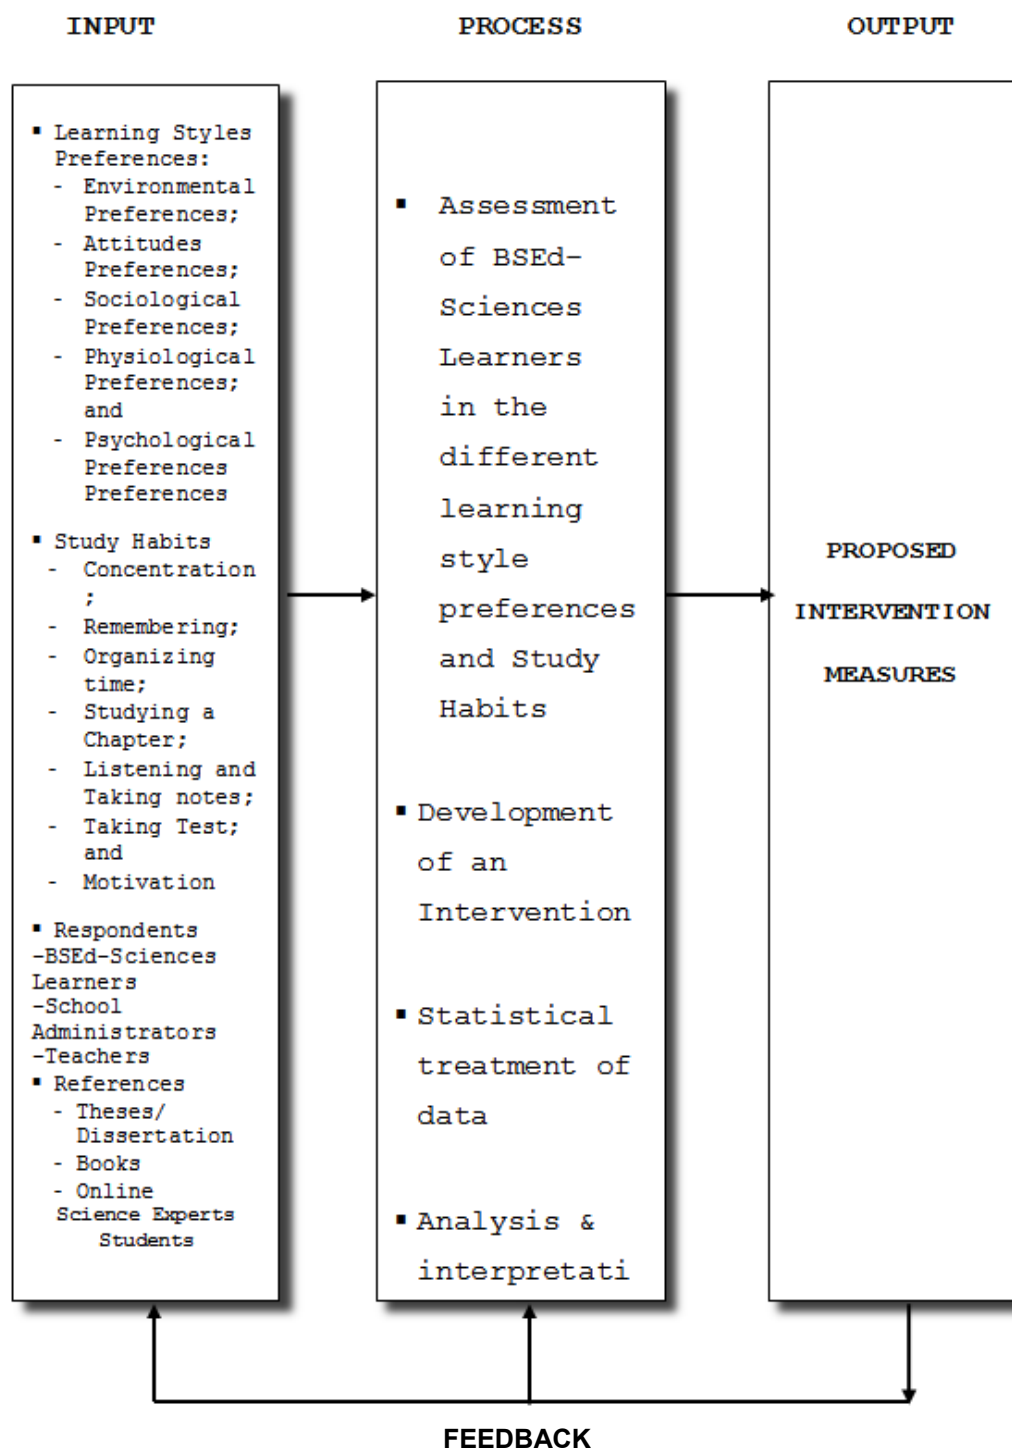 INPUT
PROCESS
OUTPUT
▪ Learning Styles
Preferences:
- Environmental
Preferences;
- Attitudes
Preferences;
- Sociological
Preferences;
- Physiological
Preferences;
and
- Psychological
Preferences
Preferences
▪ Study Habits
- Concentration
;
- Remembering;
- Organizing
time;
- Studying a
Chapter;
- Listening and
Taking notes;
- Taking Test;
and
- Motivation
▪ Respondents
-BSEd-Sciences
Learners
-School
Administrators
-Teachers
▪ References
- Theses/
Dissertation
- Books
- Online
Science Experts
Students
▪ Assessment
of BSEd-
Sciences
Learners
in the
different
learning
style
preferences
and Study
Habits
▪ Development
of an
Intervention
▪ Statistical
treatment of
data
▪ Analysis &
interpretati
PROPOSED
INTERVENTION
MEASURES
FEEDBACK